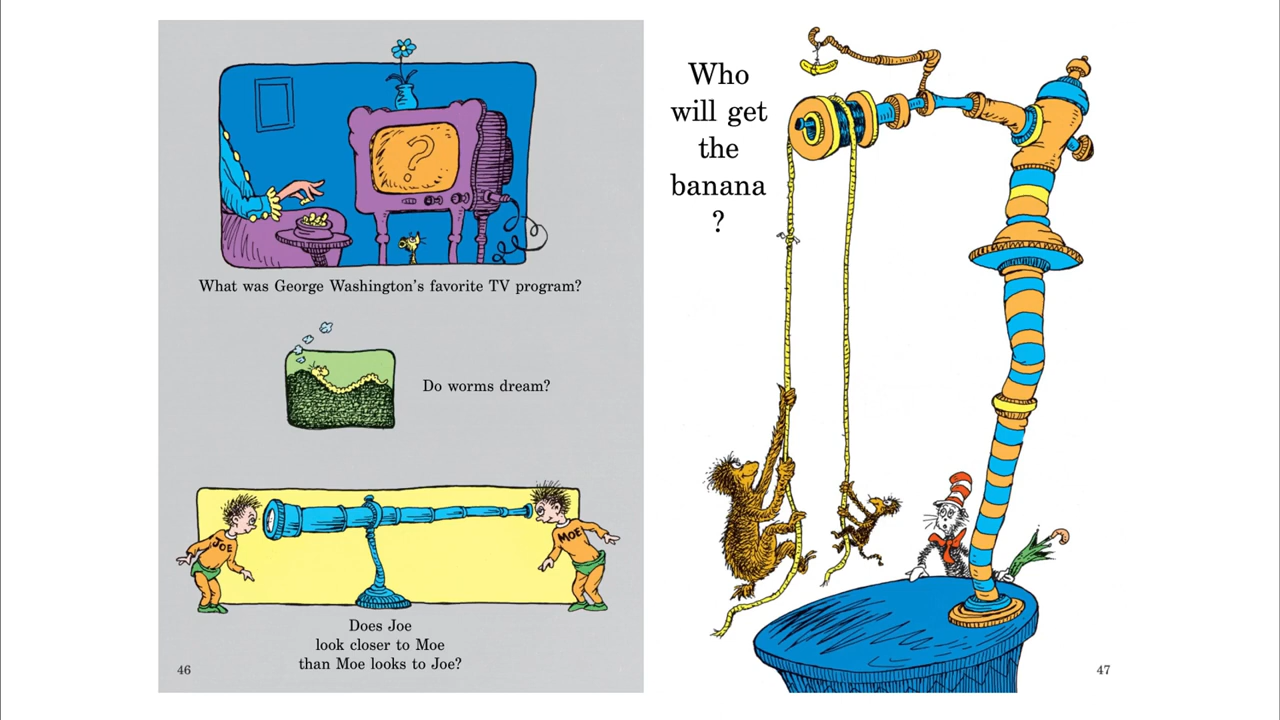 ?
What was George Washington's favorite TV program?
Do worms dream?
JOE
MOE
Does Joe
look closer to Moe
than Moe looks to Joe?
46
Who
will get
the
banana
?
47